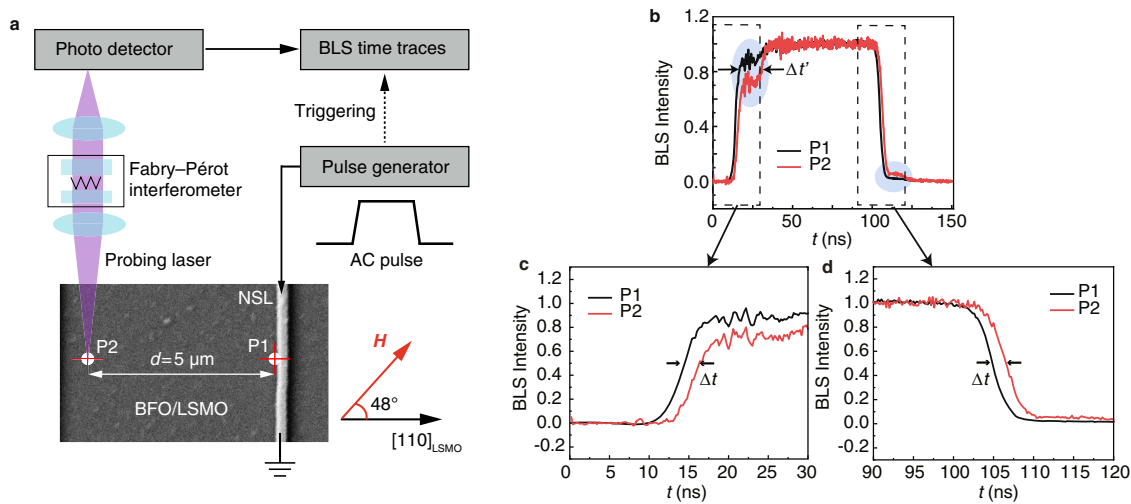 a
Photo detector
BLS time traces
Triggering
Fabry–Pérot
interferometer
Pulse generator
Probing laser
AC pulse
NSL
P2
P1
d=5 μm
BFO/LSMO
H
48°
[110]LSMO
b
BLS Intensity
1.2
0.8
0.4
0.0
Δt'
P1
P2
0
50
100
150
t (ns)
c
BLS Intensity
1.2
1.0
0.8
0.6
0.4
0.2
0.0
-0.2
P1
P2
Δt
0 5 10 15 20 25 30
t (ns)
d
BLS Intensity
1.2
1.0
0.8
0.6
0.4
0.2
0.0
-0.2
P1
P2
Δt
90 95 100 105 110 115 120
t (ns)